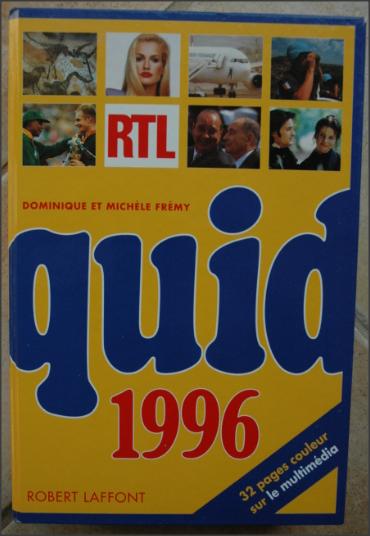 RTL
DOMINIQUE ET MICHÈLE FRÉMY
quid
1996
32 pages couleur
sur le multimédia
ROBERT LAFFONT